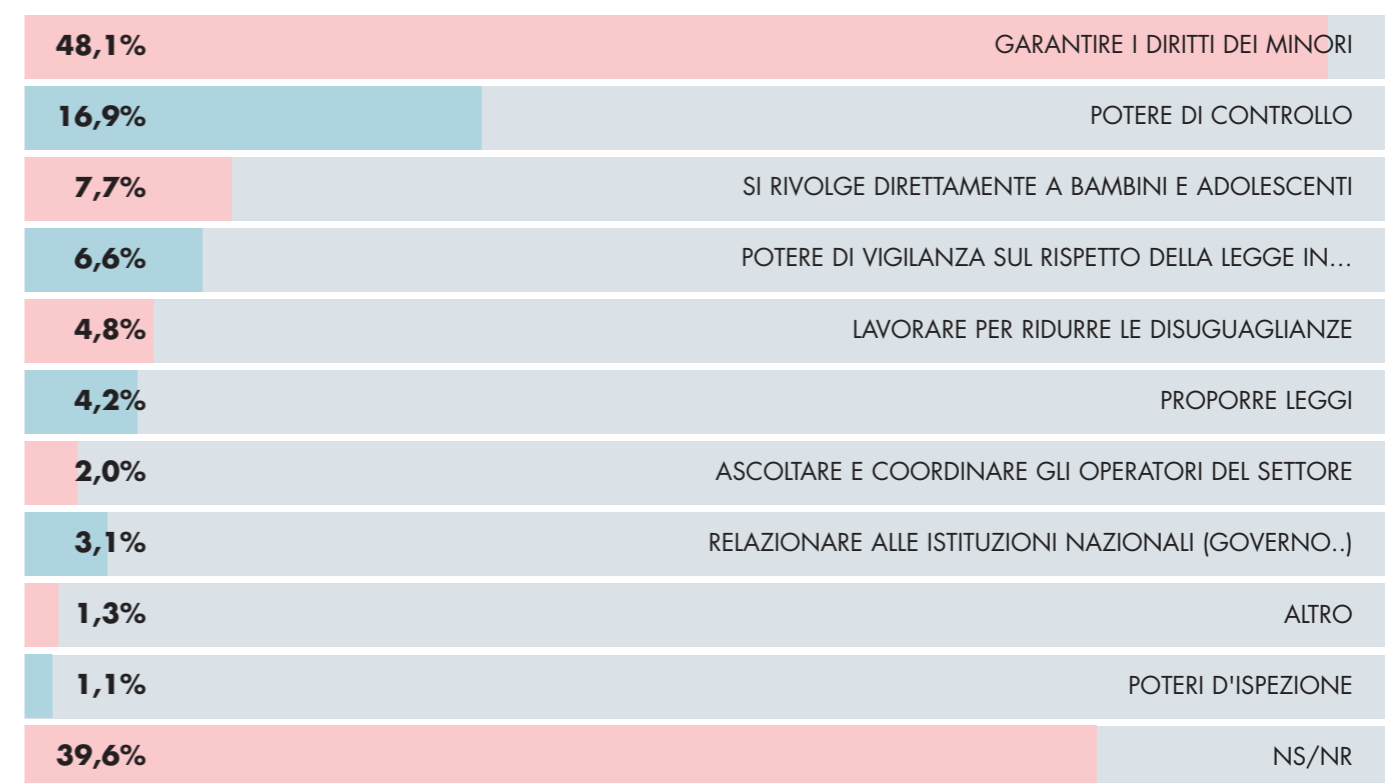 48,1% GARANTIRE I DIRITTI DEI MINORI
16,9% POTERE DI CONTROLLO
7,7% SI RIVOLGE DIRETTAMENTE A BAMBINI E ADOLESCENTI
6,6% POTERE DI VIGILANZA SUL RISPETTO DELLA LEGGE IN...
4,8% LAVORARE PER RIDURRE LE DISUGUAGLIANZE
4,2% PROPORRE LEGGI
2,0% ASCOLTARE E COORDINARE GLI OPERATORI DEL SETTORE
3,1% RELAZIONARE ALLE ISTITUZIONI NAZIONALI (GOVERNO..)
1,3% ALTRO
1,1% POTERI D'ISPEZIONE
39,6% NS/NR